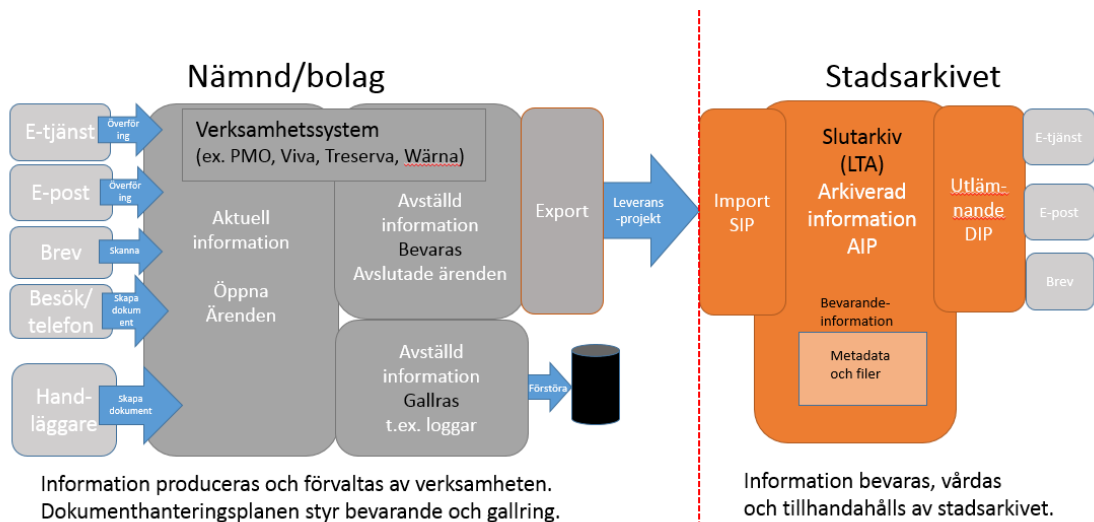 Nämnd/bolag
Stadsarkivet
E-tjänst
Överför
ing
E-post
Överför
ing
Brev
Skanna
Besök/
telefon
Skapa
dokum
ent
Hand-
läggare
Skapa
dokument
Verksamhetssystem
(ex. PMO, Viva, Treserva, Wärna)
Aktuell
information
Öppna
Ärenden
Avställd
information
Bevaras
Avslutade ärenden
Avställd
information
Gallras
t.ex. loggar
Förstöra
Export
Leverans
-projekt
Import
SIP
Slutarkiv
(LTA)
Arkiverad
information
AIP
Bevarande-
information
Metadata
och filer
Utläm-
nande
DIP
E-tjänst
E-post
Brev
Information produceras och förvaltas av verksamheten.
Dokumenthanteringsplanen styr bevarande och gallring.
Information bevaras, vårdas
och tillhandahålls av stadsarkivet.